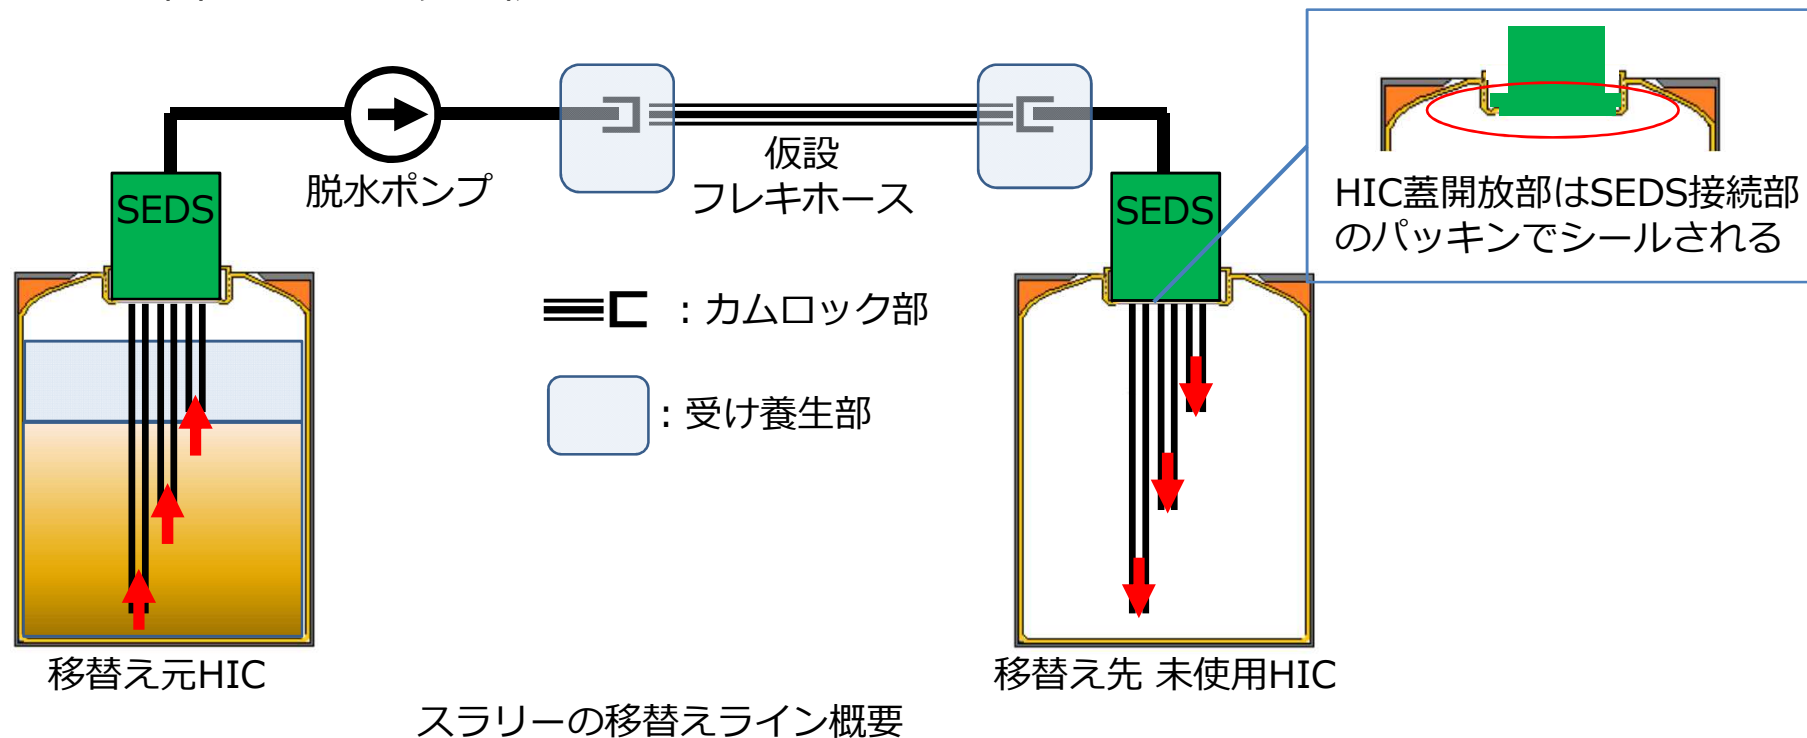 仮設
フレキホース
脱水ポンプ
SEDS
SEDS
HIC蓋開放部はSEDS接続部
のパッキンでシールされる
：カムロック部
：受け養生部
移替え元HIC
移替え先 未使用HIC
スラリーの移替えライン概要